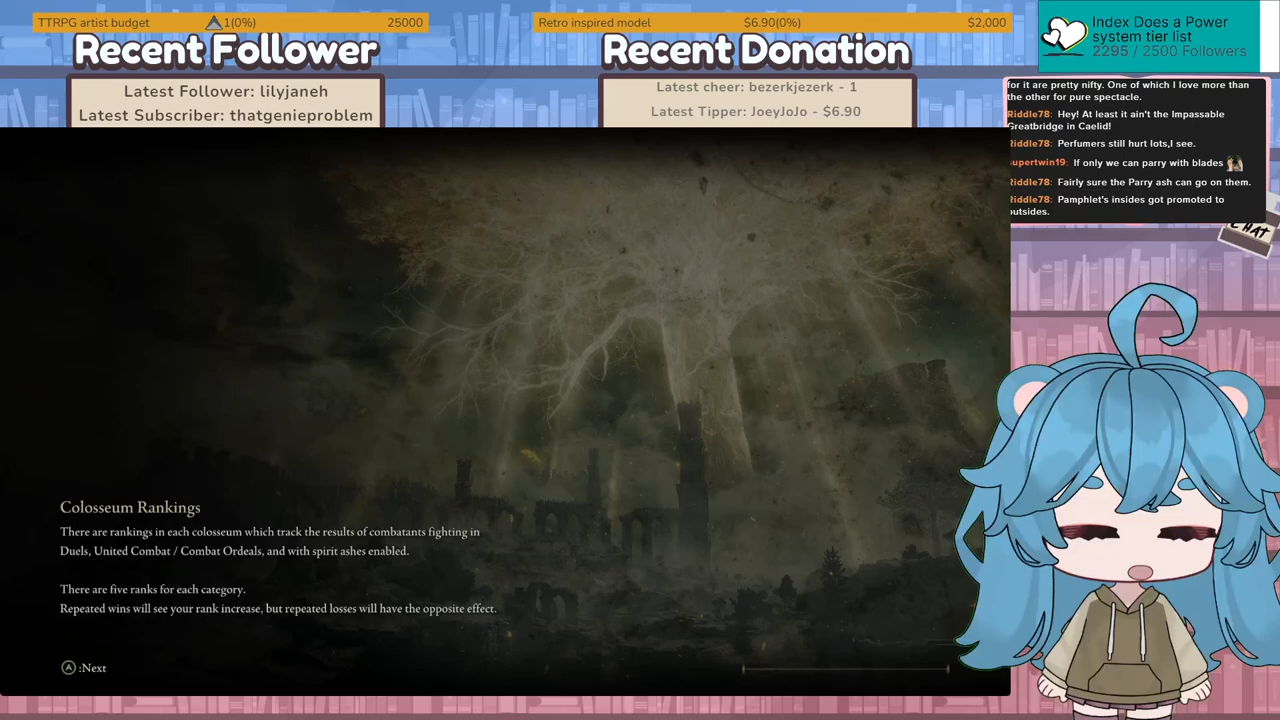 TTRPG artist budget 1(0%) 25000
Retro inspired model $6.90(0%) $2,000
Index Does a Power
system tier list
2295 / 2500 Followers
Recent Follower
Latest Follower: lilyjaneh
Latest Subscriber: thatgenieproblem
Recent Donation
Latest cheer: bezerkjezerk - 1
Latest Tipper: JoeyJoJo - $6.90
for it are pretty nifty. One of which I love more than
the other for pure spectacle.
Riddle78: Hey! At least it ain't the Impassable
Greatbridge in Caelid!
Riddle78: Perfumers still hurt lots,I see.
supertwin19: If only we can parry with blades
Riddle78: Fairly sure the Parry ash can go on them.
Riddle78: Pamphlet's insides got promoted to
outsides.
CHAT
Colosseum Rankings
There are rankings in each colosseum which track the results of combatants fighting in
Duels, United Combat / Combat Ordeals, and with spirit ashes enabled.
There are five ranks for each category.
Repeated wins will see your rank increase, but repeated losses will have the opposite effect.
A :Next